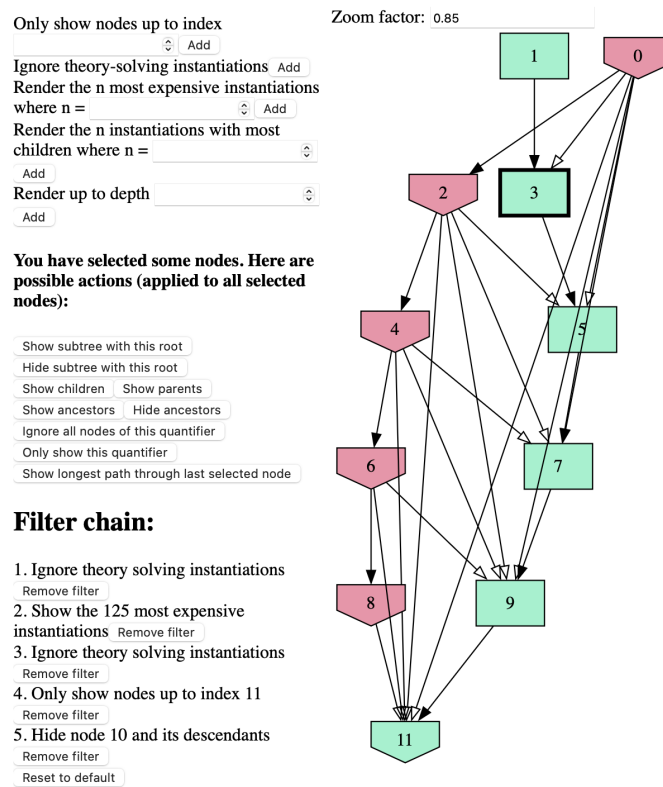 Only show nodes up to index
Add
Ignore theory-solving instantiations Add
Render the n most expensive instantiations
where n = Add
Render the n instantiations with most
children where n =
Add
Render up to depth
Add
You have selected some nodes. Here are
possible actions (applied to all selected
nodes):
Show subtree with this root
Hide subtree with this root
Show children Show parents
Show ancestors Hide ancestors
Ignore all nodes of this quantifier
Only show this quantifier
Show longest path through last selected node
Filter chain:
1. Ignore theory solving instantiations
Remove filter
2. Show the 125 most expensive
instantiations Remove filter
3. Ignore theory solving instantiations
Remove filter
4. Only show nodes up to index 11
Remove filter
5. Hide node 10 and its descendants
Remove filter
Reset to default
Zoom factor: 0.85
1 0
2 3
4 5
6 7
8 9
11